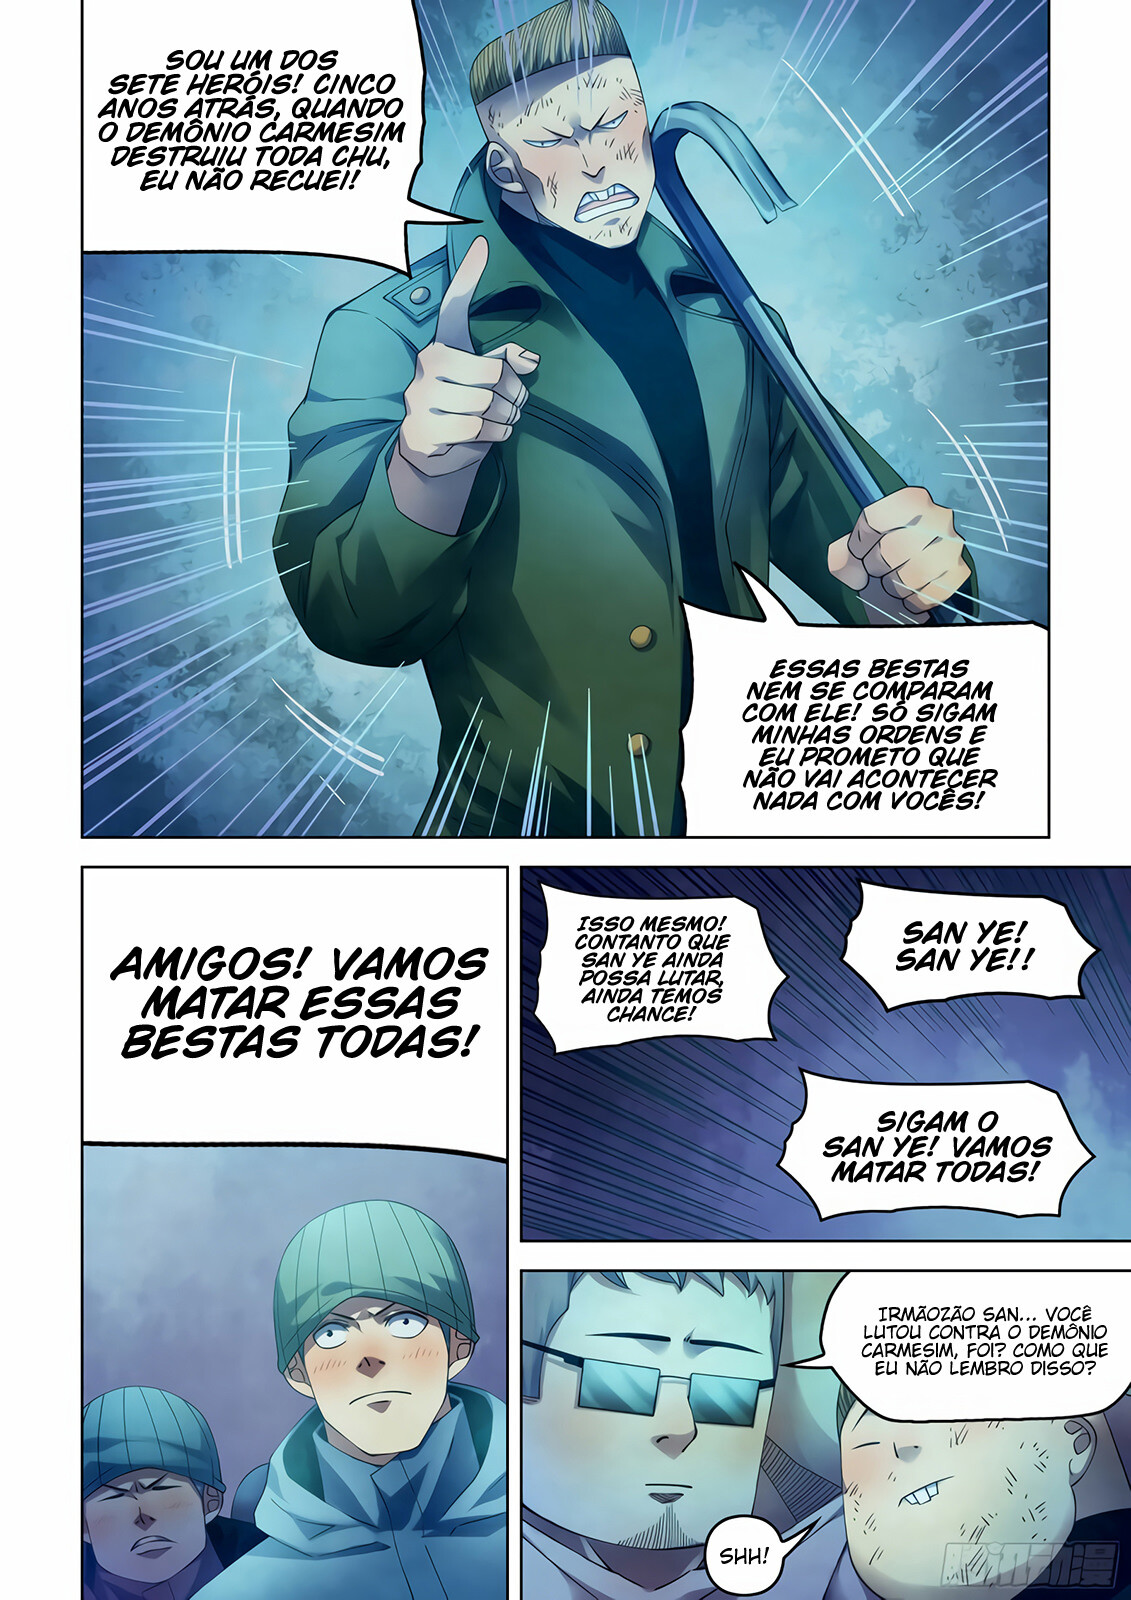 SOU UM DOS
SETE HERÓIS! CINCO
ANOS ATRÁS, QUANDO
O DEMÔNIO CARMESIM
DESTRUIU TODA CHU,
EU NÃO RECUEI!
ESSAS BESTAS
NEM SE COMPARAM
COM ELE! SÓ SIGAM
MINHAS ORDENS E
EU PROMETO QUE
NÃO VAI ACONTECER
NADA COM VOCÊS!
AMIGOS! VAMOS
MATAR ESSAS
BESTAS TODAS!
ISSO MESMO!
CONTANTO QUE
SAN YE AINDA
POSSA LUTAR,
AINDA TEMOS
CHANCE!
SAN YE!
SAN YE!!
SIGAM O
SAN YE! VAMOS
MATAR TODAS!
IRMÃOZÃO SAN... VOCÊ
LUTOU CONTRA O DEMÔNIO
CARMESIM, FOI? COMO QUE
EU NÃO LEMBRO DISSO?
SHH!